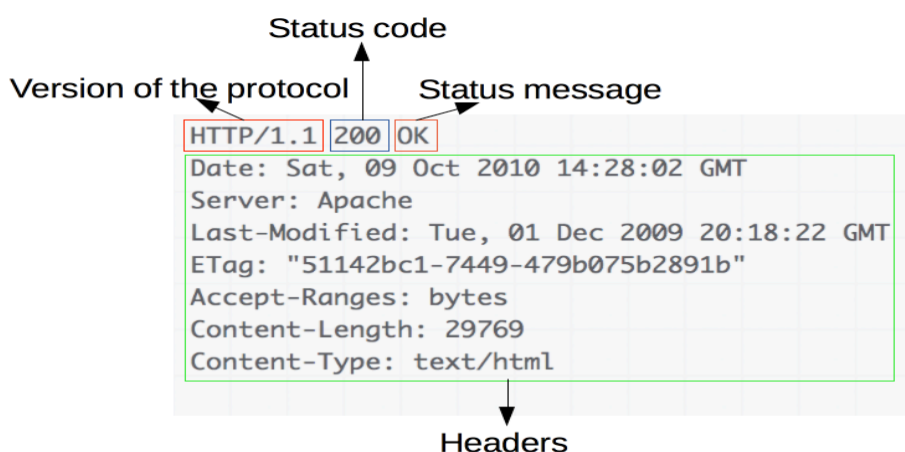 Status code
Version of the protocol
Status message
HTTP/1.1 200 OK
Date: Sat, 09 Oct 2010 14:28:02 GMT
Server: Apache
Last-Modified: Tue, 01 Dec 2009 20:18:22 GMT
ETag: "51142bc1-7449-479b075b2891b"
Accept-Ranges: bytes
Content-Length: 29769
Content-Type: text/html
Headers